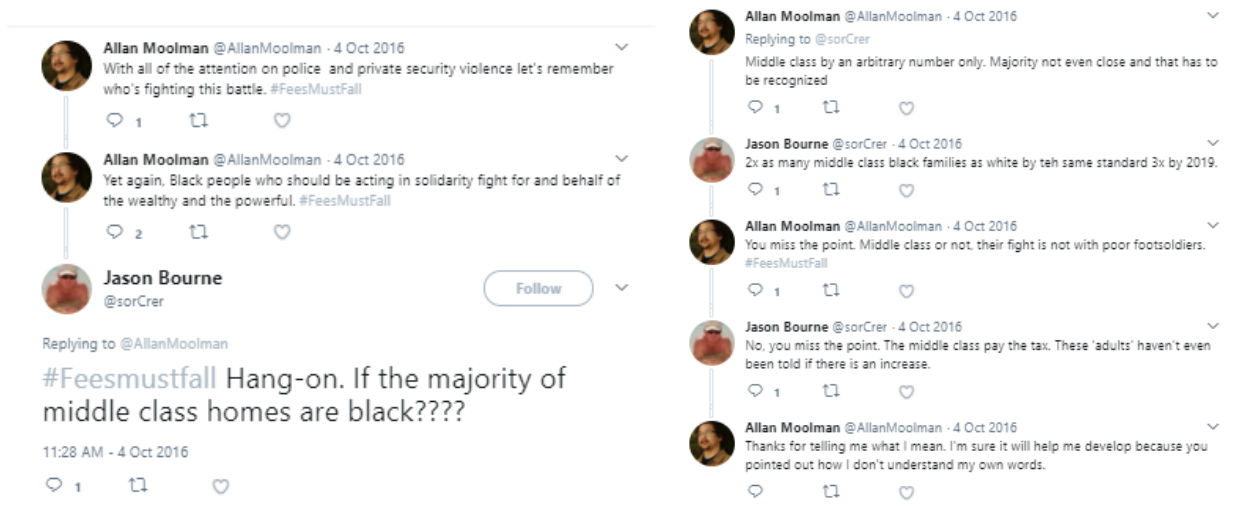 Allan Moolman @AllanMoolman · 4 Oct 2016
With all of the attention on police and private security violence let's remember
who's fighting this battle. #FeesMustFall
1
Allan Moolman @AllanMoolman · 4 Oct 2016
Yet again, Black people who should be acting in solidarity fight for and behalf of
the wealthy and the powerful. #FeesMustFall
2
Jason Bourne
@sorCrer
Follow
Replying to @AllanMoolman
#Feesmustfall Hang-on. If the majority of
middle class homes are black????
11:28 AM - 4 Oct 2016
1
Allan Moolman @AllanMoolman · 4 Oct 2016
Replying to @sorCrer
Middle class by an arbitrary number only. Majority not even close and that has to
be recognized
1
Jason Bourne @sorCrer · 4 Oct 2016
2x as many middle class black families as white by teh same standard 3x by 2019.
1
Allan Moolman @AllanMoolman · 4 Oct 2016
You miss the point. Middle class or not, their fight is not with poor footsoldiers.
#FeesMustFall
1
Jason Bourne @sorCrer · 4 Oct 2016
No, you miss the point. The middle class pay the tax. These 'adults' haven't even
been told if there is an increase.
1
Allan Moolman @AllanMoolman · 4 Oct 2016
Thanks for telling me what I mean. I'm sure it will help me develop because you
pointed out how I don't understand my own words.